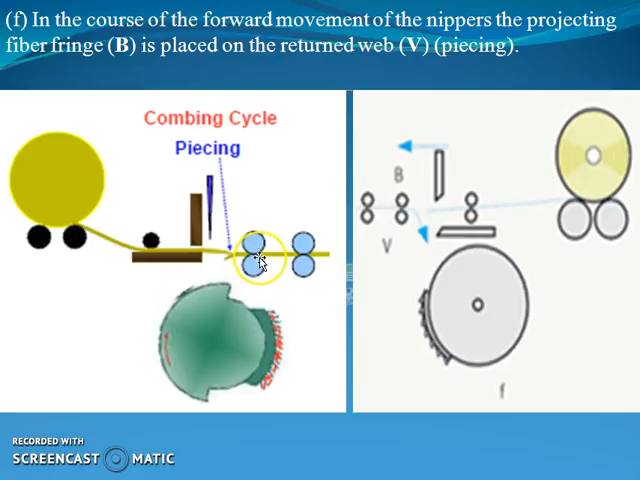 (f) In the course of the forward movement of the nippers the projecting
fiber fringe (B) is placed on the returned web (V) (piecing).
Combing Cycle
Piecing
B
V
f
RECORDED WITH
SCREENCAST MATIC